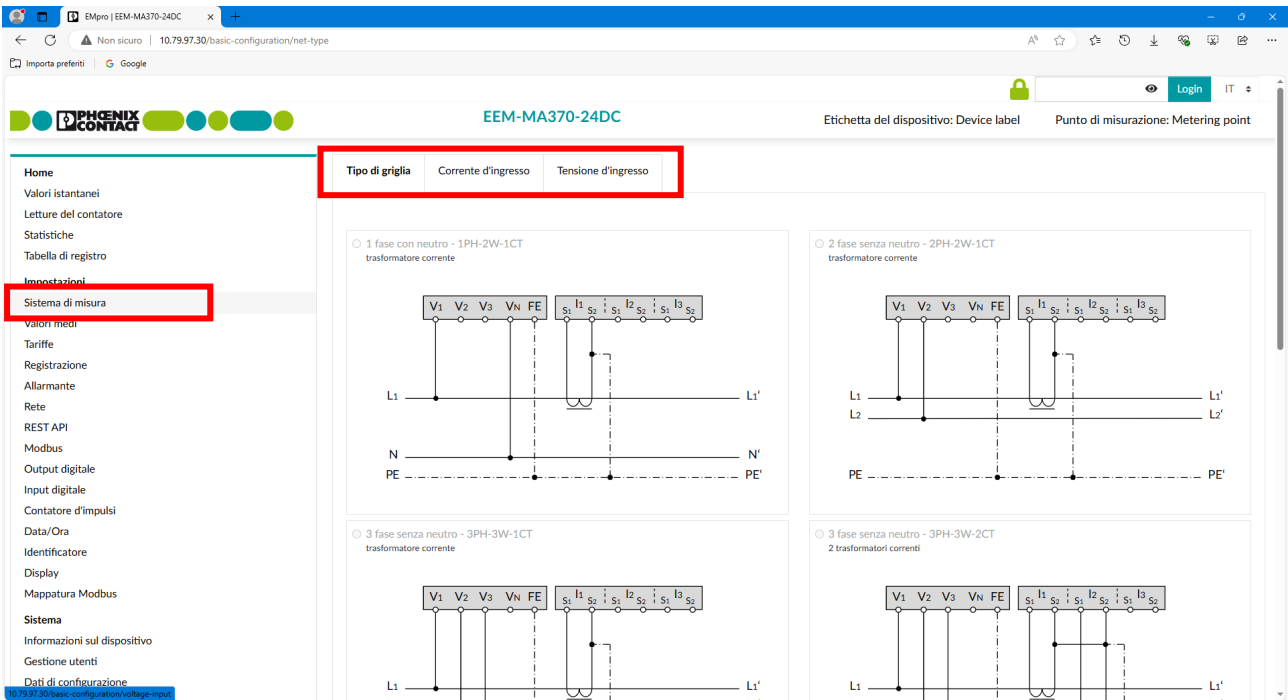 EMpro | EEM-MA370-24DC
Non sicuro | 10.79.97.30/basic-configuration/net-type
Importa preferiti
G Google
Login
IT
PHŒNIX
CONTACT
EEM-MA370-24DC
Etichetta del dispositivo: Device label
Punto di misurazione: Metering point
Home
Valori istantanei
Letture del contatore
Statistiche
Tabella di registro
Impostazioni
Sistema di misura
Valori medi
Tariffe
Registrazione
Allarmante
Rete
REST API
Modbus
Output digitale
Input digitale
Contatore d'impulsi
Data/Ora
Identificatore
Display
Mappatura Modbus
Sistema
Informazioni sul dispositivo
Gestione utenti
Dati di configurazione
10.79.97.30/basic-configuration/voltage-input
Tipo di griglia
Corrente d'ingresso
Tensione d'ingresso
1 fase con neutro - 1PH-2W-1CT
trasformatore corrente
V1 V2 V3 VN FE
S1 I1 S2 S1 I2 S2 S1 I3 S2
L1 L1'
N N'
PE PE'
2 fase senza neutro - 2PH-2W-1CT
trasformatore corrente
V1 V2 V3 VN FE
S1 I1 S2 S1 I2 S2 S1 I3 S2
L1 L1'
L2 L2'
PE PE'
3 fase senza neutro - 3PH-3W-1CT
trasformatore corrente
V1 V2 V3 VN FE
S1 I1 S2 S1 I2 S2 S1 I3 S2
L1 L1'
3 fase senza neutro - 3PH-3W-2CT
2 trasformatori correnti
V1 V2 V3 VN FE
S1 I1 S2 S1 I2 S2 S1 I3 S2
L1 L1'